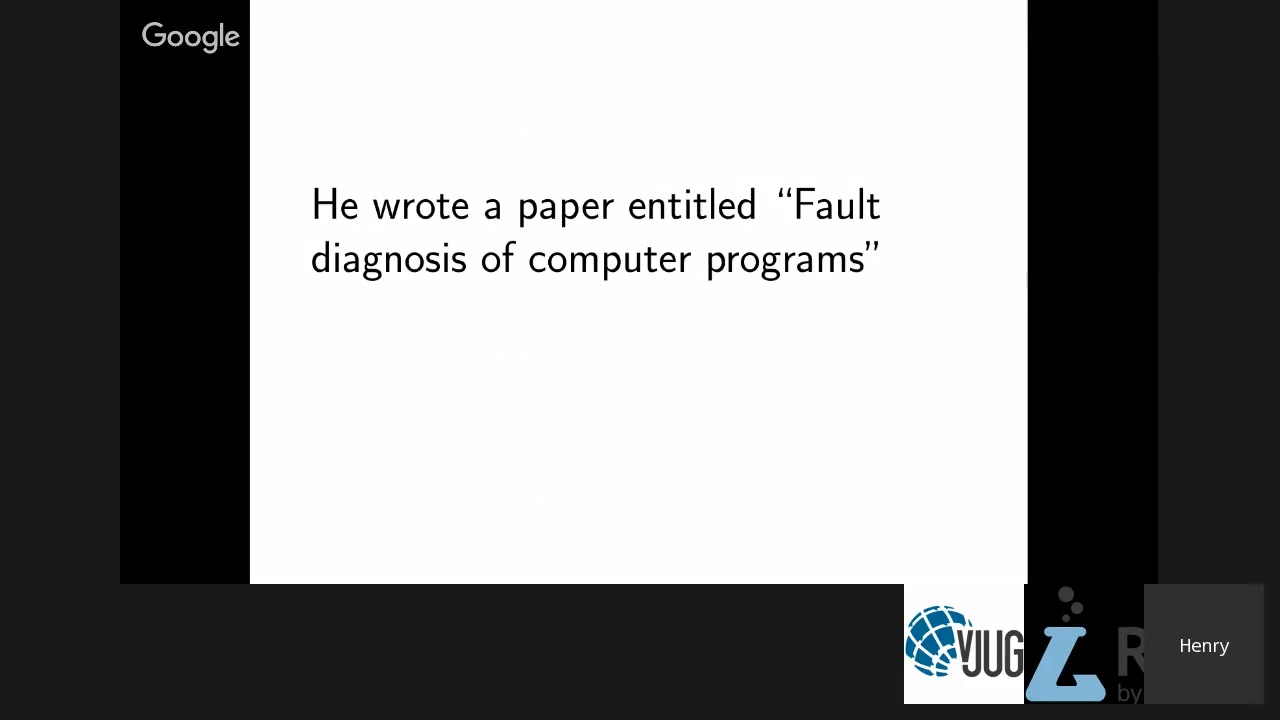 Google
He wrote a paper entitled “Fault
diagnosis of computer programs”
vJUG
R
by
Henry